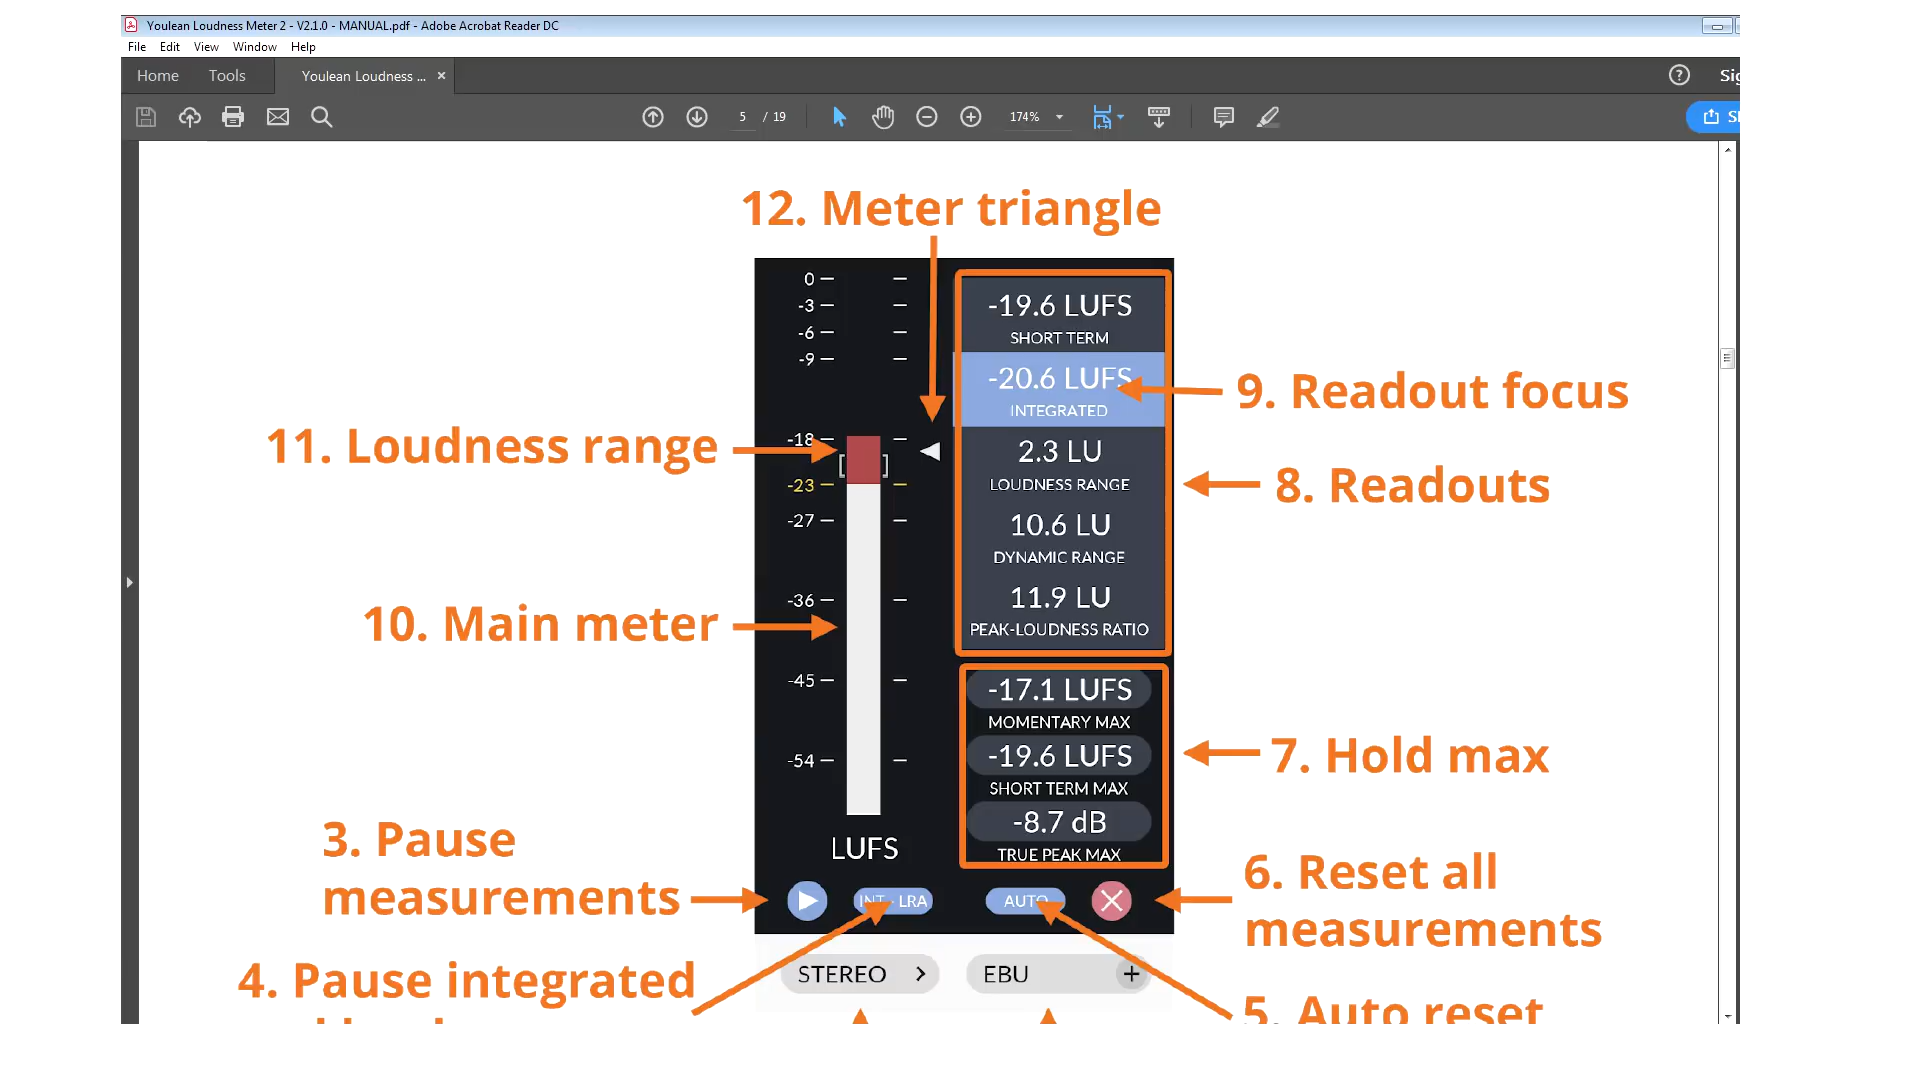 Youlean Loudness Meter 2 - V2.1.0 - MANUAL.pdf - Adobe Acrobat Reader DC
File Edit View Window Help
Home Tools Youlean Loudness ... ×
5 / 19 174%
12. Meter triangle
0
-3
-6
-9
-18
-23
-27
-36
-45
-54
LUFS
-19.6 LUFS
SHORT TERM
-20.6 LUFS
INTEGRATED
2.3 LU
LOUDNESS RANGE
10.6 LU
DYNAMIC RANGE
11.9 LU
PEAK-LOUDNESS RATIO
-17.1 LUFS
MOMENTARY MAX
-19.6 LUFS
SHORT TERM MAX
-8.7 dB
TRUE PEAK MAX
INT - LRA
AUTO
STEREO
EBU
9. Readout focus
11. Loudness range
8. Readouts
10. Main meter
7. Hold max
3. Pause
measurements
6. Reset all
measurements
4. Pause integrated
5. Auto reset